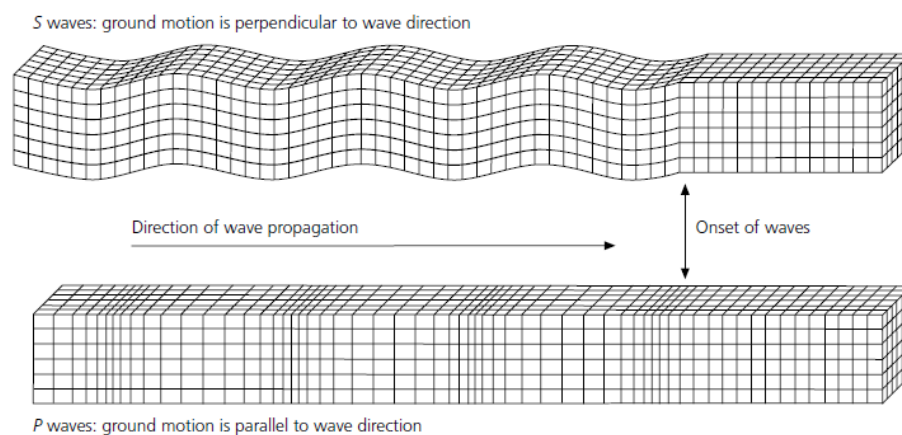 S waves: ground motion is perpendicular to wave direction
Direction of wave propagation
Onset of waves
P waves: ground motion is parallel to wave direction